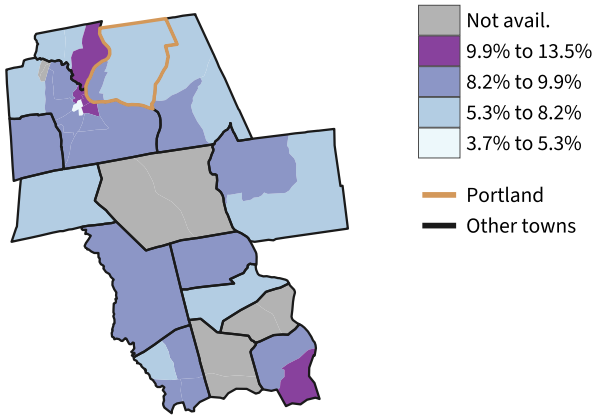 Not avail.
9.9% to 13.5%
8.2% to 9.9%
5.3% to 8.2%
3.7% to 5.3%
Portland
Other towns